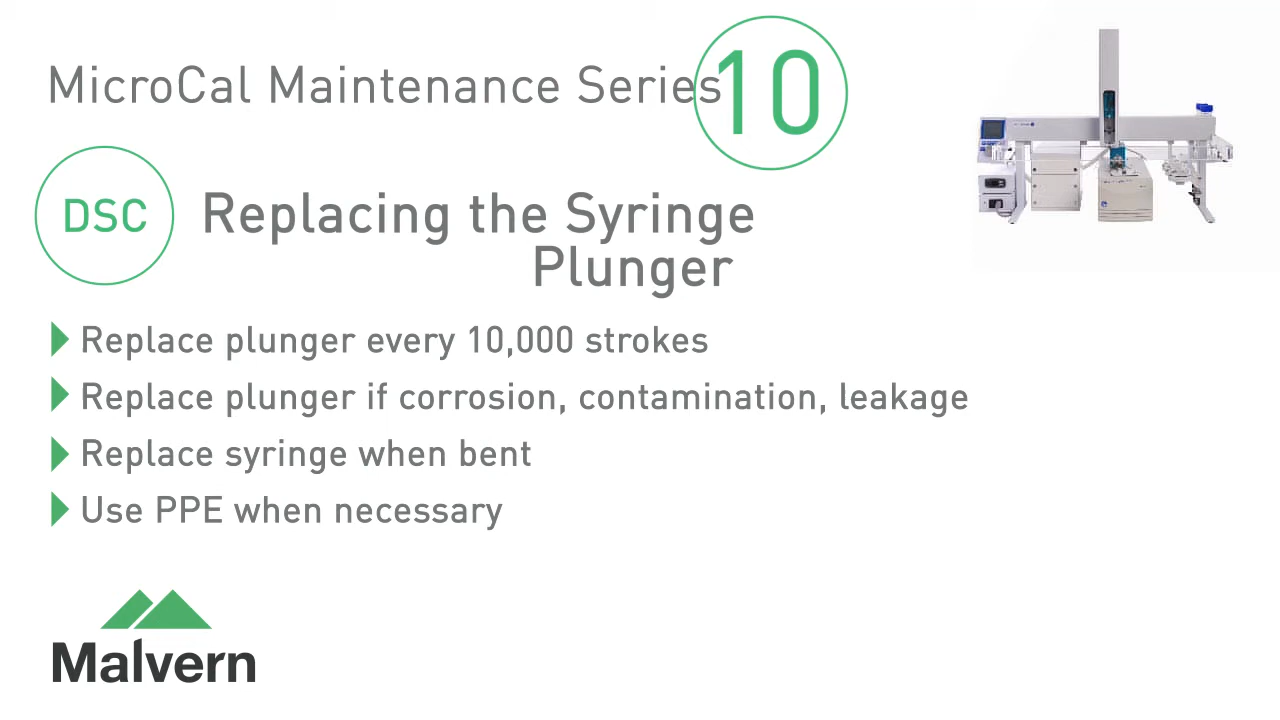 MicroCal Maintenance Series 10
DSC
Replacing the Syringe
Plunger
Replace plunger every 10,000 strokes
Replace plunger if corrosion, contamination, leakage
Replace syringe when bent
Use PPE when necessary
Malvern